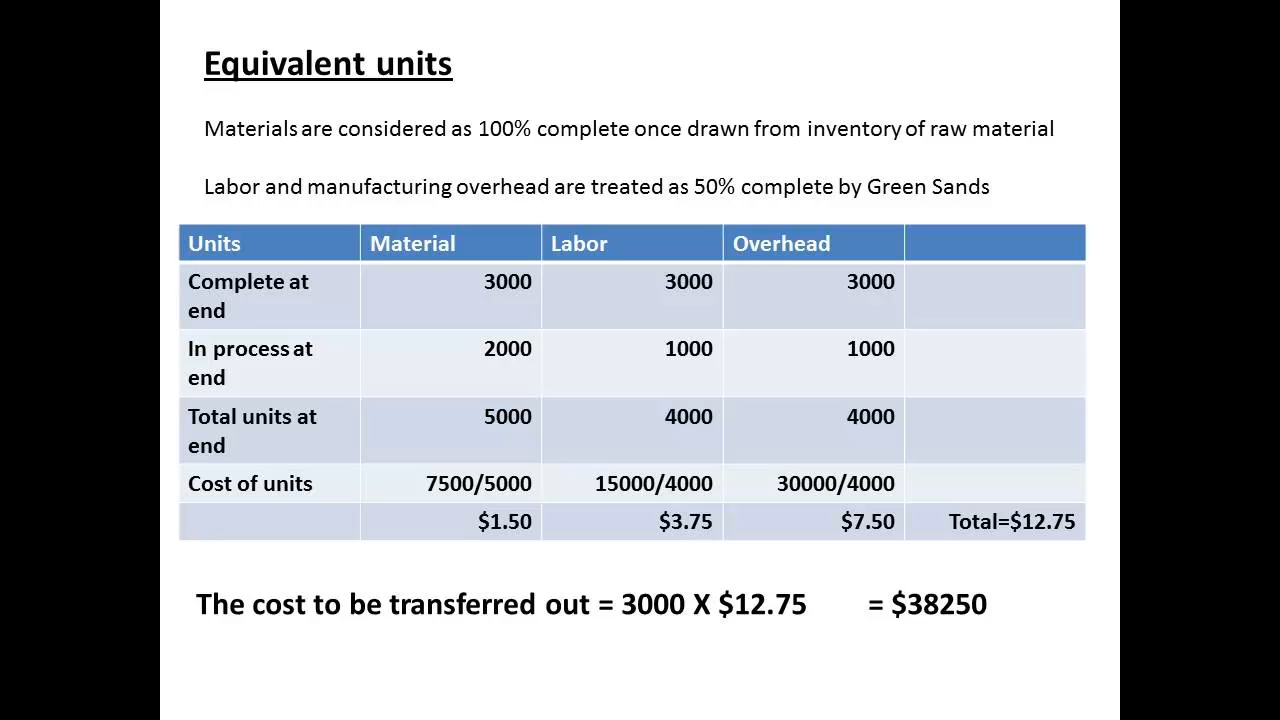 Equivalent units
Materials are considered as 100% complete once drawn from inventory of raw material
Labor and manufacturing overhead are treated as 50% complete by Green Sands
Units Material Labor Overhead
Complete at end 3000 3000 3000
In process at end 2000 1000 1000
Total units at end 5000 4000 4000
Cost of units 7500/5000 15000/4000 30000/4000
$1.50 $3.75 $7.50 Total=$12.75
The cost to be transferred out = 3000 X $12.75 = $38250